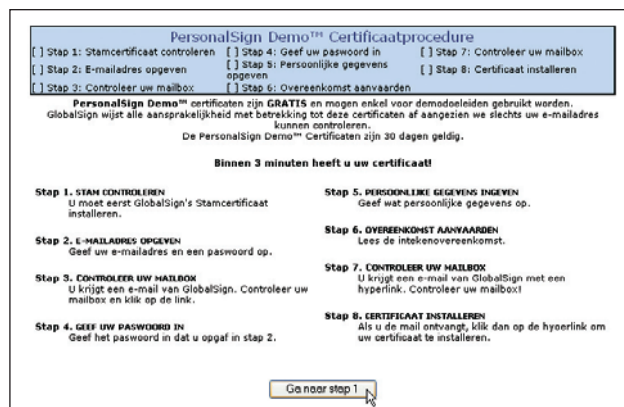 PersonalSign Demo™ Certificaatprocedure
[ ] Stap 1: Stamcertificaat controleren
[ ] Stap 2: E-mailadres opgeven
[ ] Stap 3: Controleer uw mailbox
[ ] Stap 4: Geef uw paswoord in
[ ] Stap 5: Persoonlijke gegevens
opgeven
[ ] Stap 6: Overeenkomst aanvaarden
[ ] Stap 7: Controleer uw mailbox
[ ] Stap 8: Certificaat installeren
PersonalSign Demo™ certificaten zijn GRATIS en mogen enkel voor demodoeleiden gebruikt worden.
GlobalSign wijst alle aansprakelijkheid met betrekking tot deze certificaten af aangezien we slechts uw e-mailadres
kunnen controleren.
De PersonalSign Demo™ Certificaten zijn 30 dagen geldig.
Binnen 3 minuten heeft u uw certificaat!
Stap 1. STAM CONTROLEREN
U moet eerst GlobalSign's Stamcertificaat
installeren.
Stap 2. E-MAILADRES OPGEVEN
Geef uw e-mailadres en een paswoord op.
Stap 3. CONTROLEER UW MAILBOX
U krijgt een e-mail van GlobalSign. Controleer uw
mailbox en klik op de link.
Stap 4. GEEF UW PASWOORD IN
Geef het paswoord in dat u opgaf in stap 2.
Stap 5. PERSOONLIJKE GEGEVENS INGEVEN
Geef wat persoonlijke gegevens op.
Stap 6. OVEREENKOMST AANVAARDEN
Lees de intekenovereenkomst.
Stap 7. CONTROLEER UW MAILBOX
U krijgt een e-mail van GlobalSign met een
hyperlink. Controleer uw mailbox!
Stap 8. CERTIFICAAT INSTALLEREN
Als u de mail ontvangt, klik dan op de hyperlink om
uw certificaat te installeren.
Ga naar stap 1